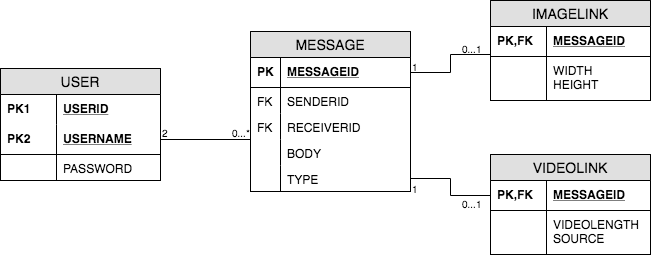 USER
PK1 USERID
PK2 USERNAME
PASSWORD
2
0...*
MESSAGE
PK MESSAGEID
FK SENDERID
FK RECEIVERID
BODY
TYPE
1
0...1
1
0...1
IMAGELINK
PK,FK MESSAGEID
WIDTH
HEIGHT
VIDEOLINK
PK,FK MESSAGEID
VIDEOLENGTH
SOURCE